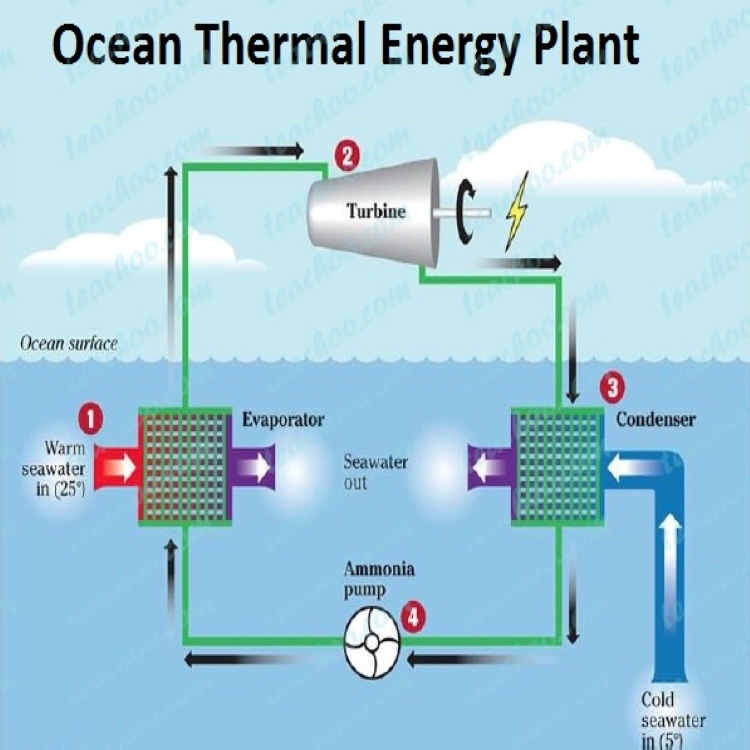 Ocean Thermal Energy Plant
2
Turbine
Ocean surface
1
Evaporator
Warm
seawater
in (25°)
Seawater
out
3
Condenser
Ammonia
pump
4
Cold
seawater
in (5°)
teachoo.com